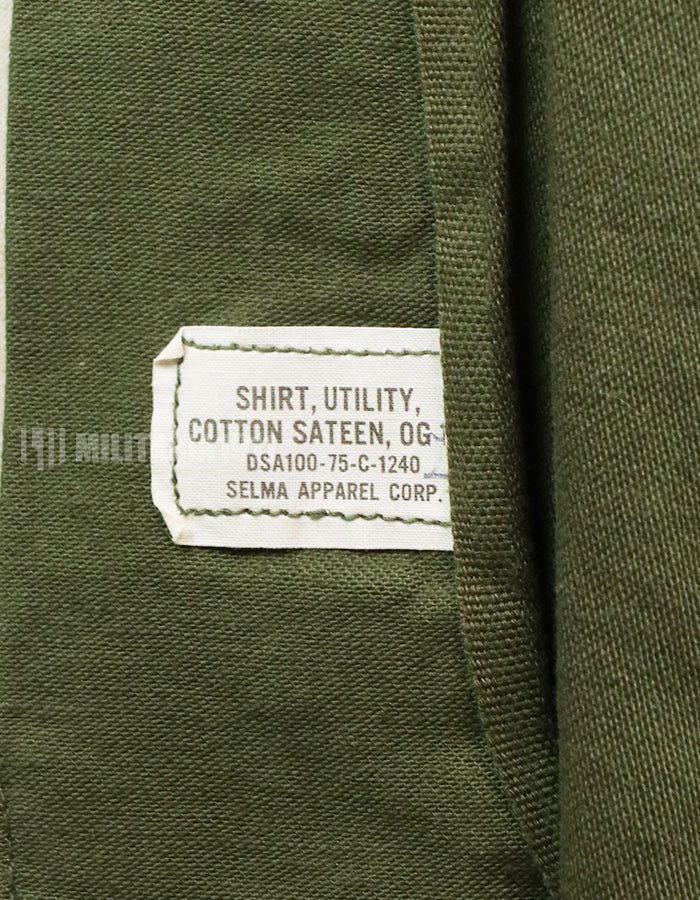 SHIRT, UTILITY,
COTTON SATEEN, OG
DSA100-75-C-1240
SELMA APPAREL CORP.